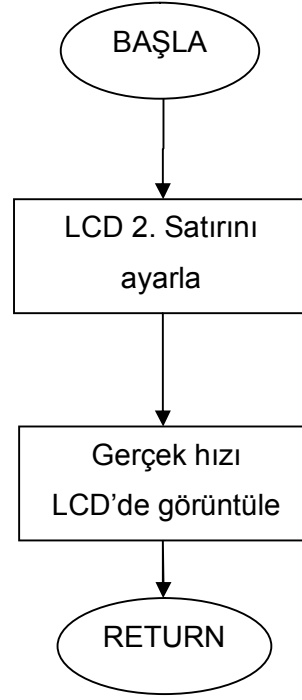 BAŞLA
LCD 2. Satırını
ayarla
Gerçek hızı
LCD’de görüntüle
RETURN